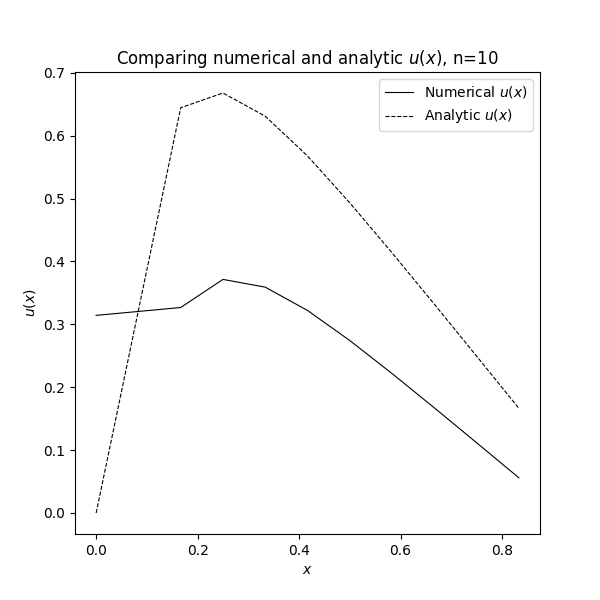 Comparing numerical and analytic u(x), n=10
Numerical u(x)
Analytic u(x)
0.7
0.6
0.5
0.4
0.3
0.2
0.1
0.0
u(x)
0.0 0.2 0.4 0.6 0.8
x